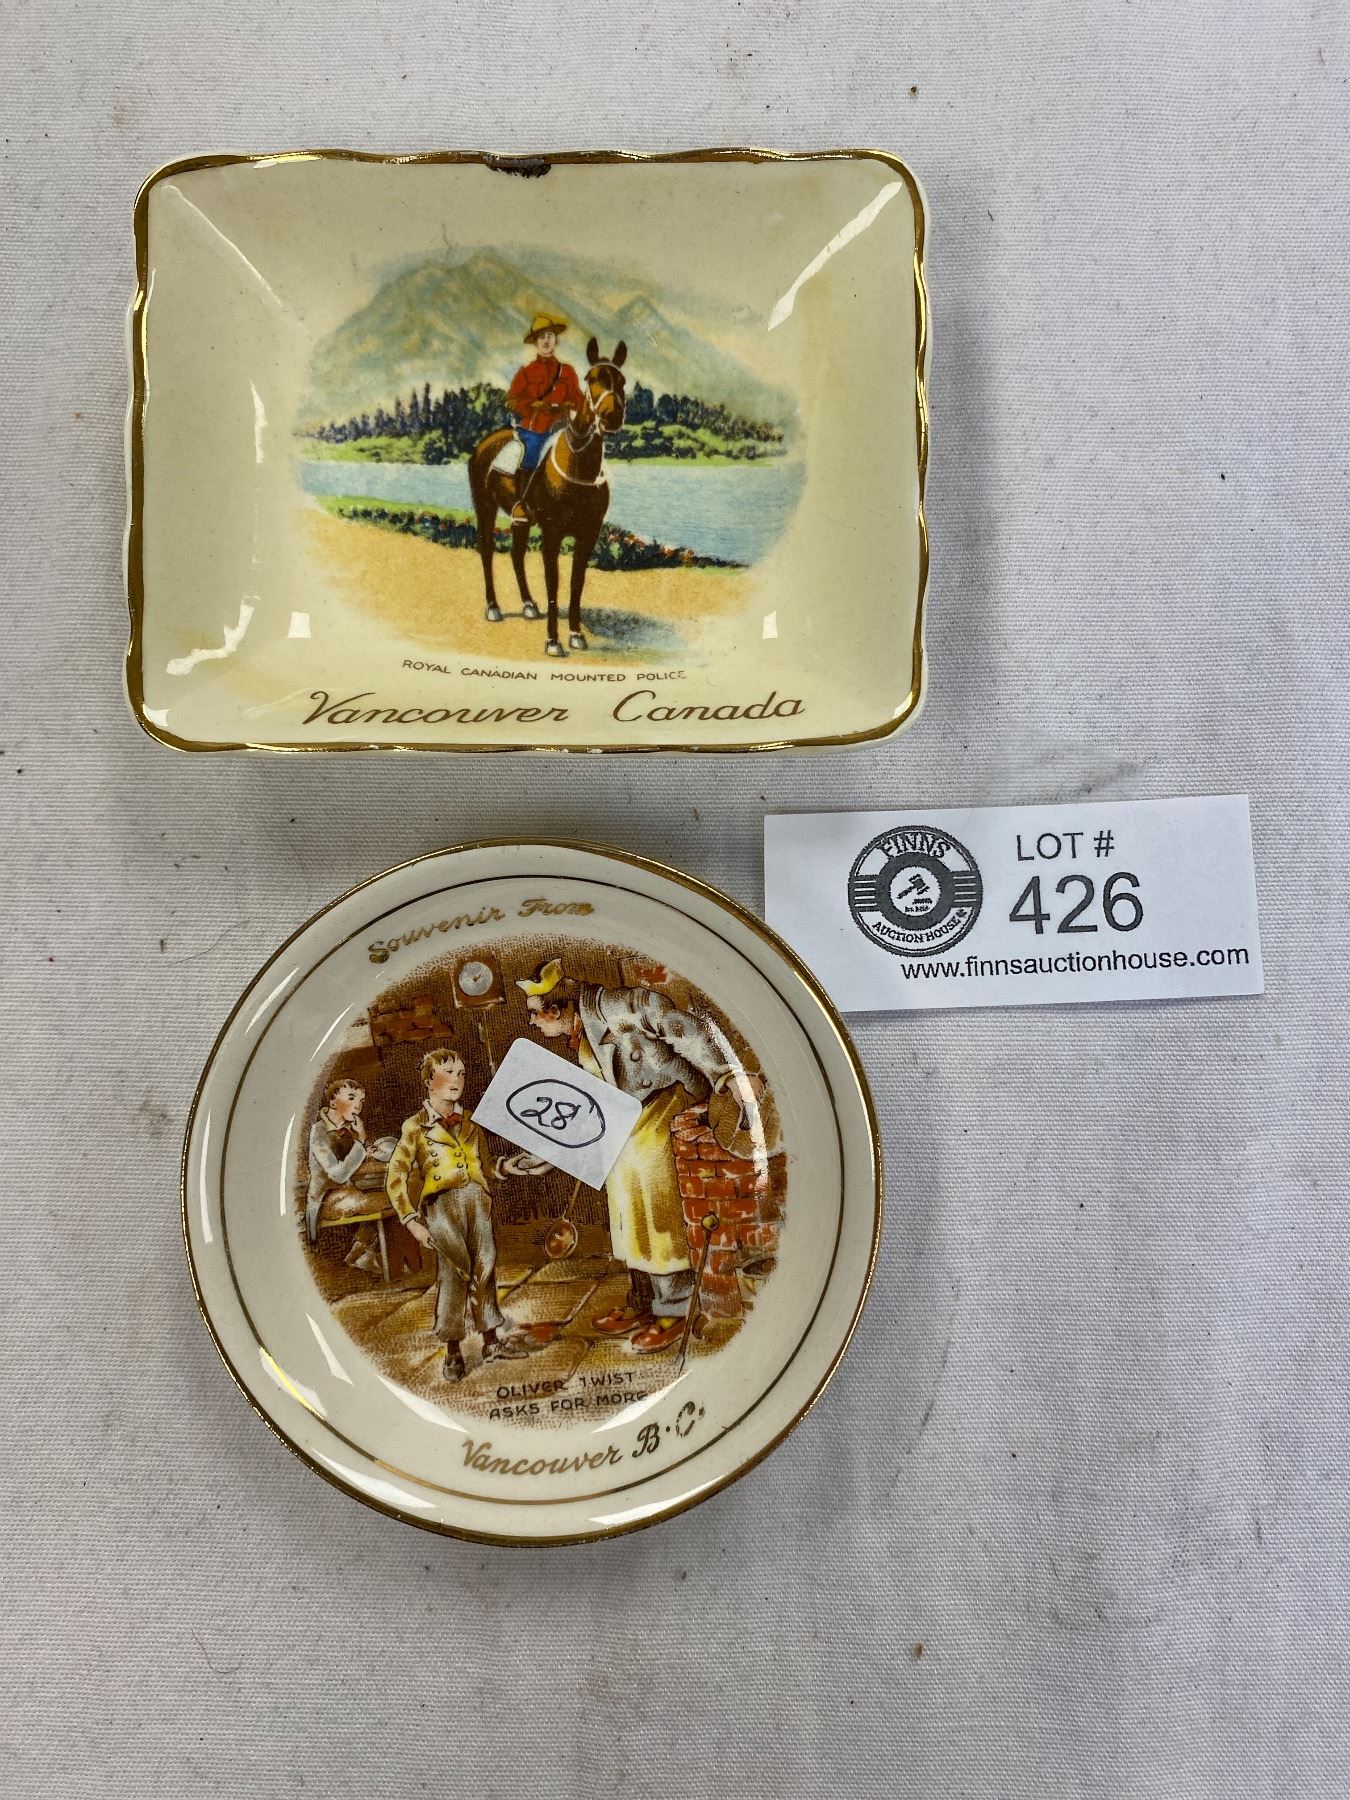 ROYAL CANADIAN MOUNTED POLICE
Vancouver Canada
FINNS
AUCTION HOUSE
LOT #
426
www.finnsauctionhouse.com
Souvenir From
28
OLIVER TWIST
ASKS FOR MORE
Vancouver B.C.